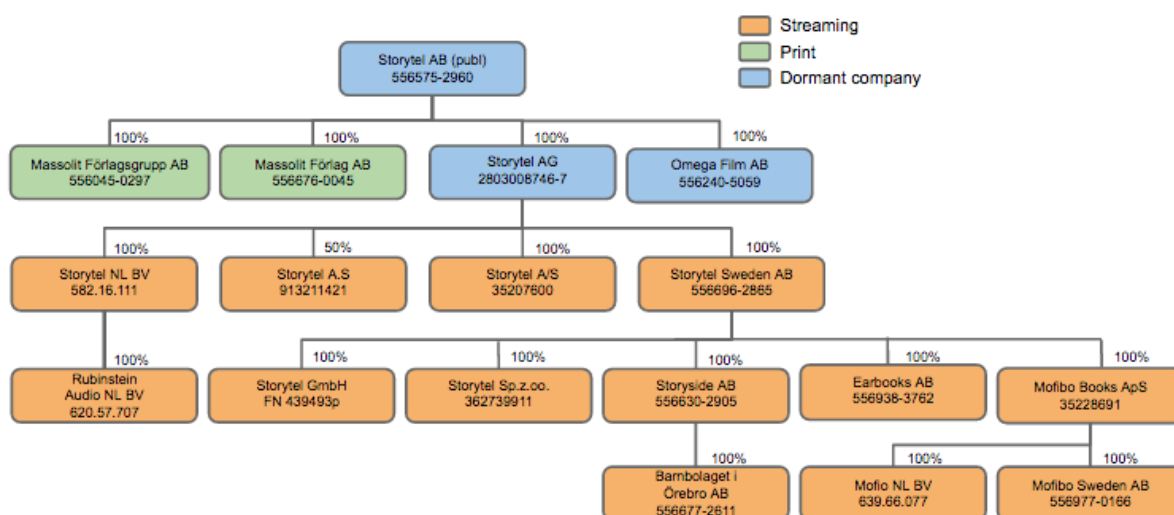 Streaming
Print
Dormant company
Storytel AB (publ)
556575-2960
100%
100%
100%
100%
Massolit Förlagsgrupp AB
556045-0297
Massolit Förlag AB
556676-0045
Storytel AG
2803008746-7
Omega Film AB
556240-5059
100%
50%
100%
100%
Storytel NL BV
582.16.111
Storytel A.S
913211421
Storytel A/S
35207600
Storytel Sweden AB
556696-2865
100%
100%
100%
100%
100%
100%
Rubinstein
Audio NL BV
620.57.707
Storytel GmbH
FN 439493p
Storytel Sp.z.oo.
362739911
Storyside AB
556630-2905
Earbooks AB
556938-3762
Mofibo Books ApS
35228691
100%
100%
100%
Barnbolaget i
Örebro AB
556677-2611
Mofio NL BV
639.66.077
Mofibo Sweden AB
556977-0166